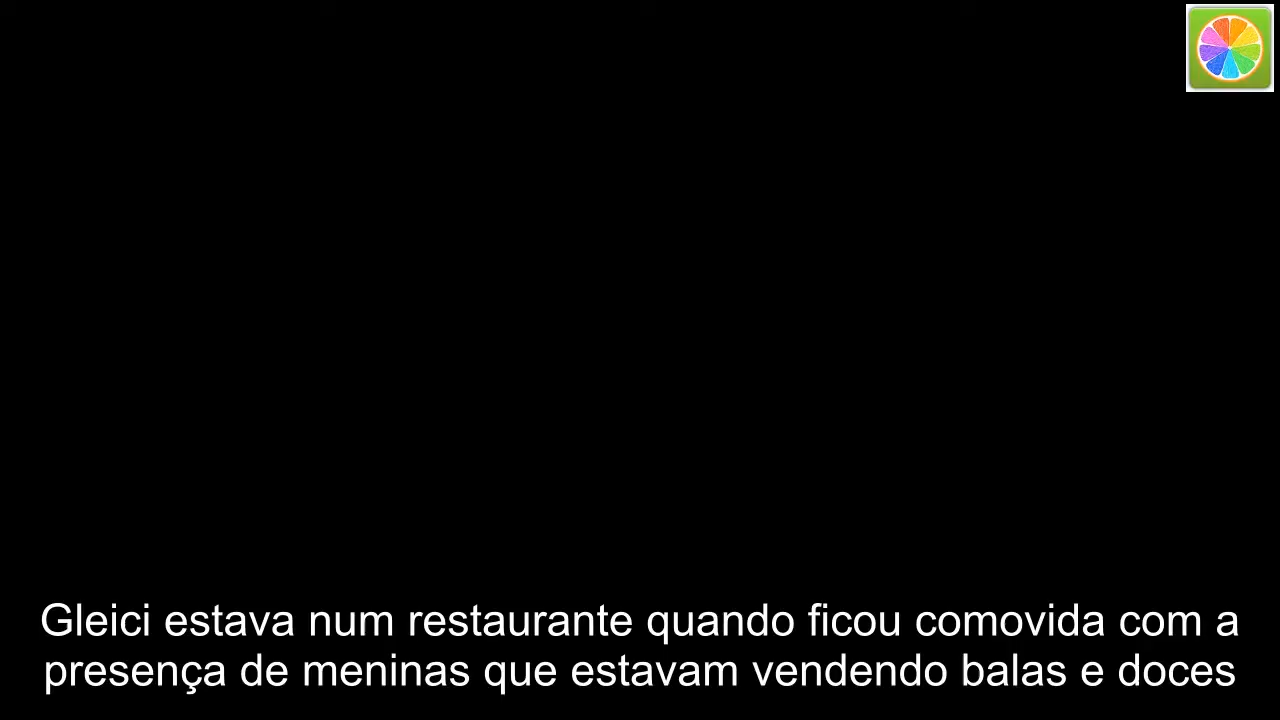 Gleici estava num restaurante quando ficou comovida com a
presença de meninas que estavam vendendo balas e doces